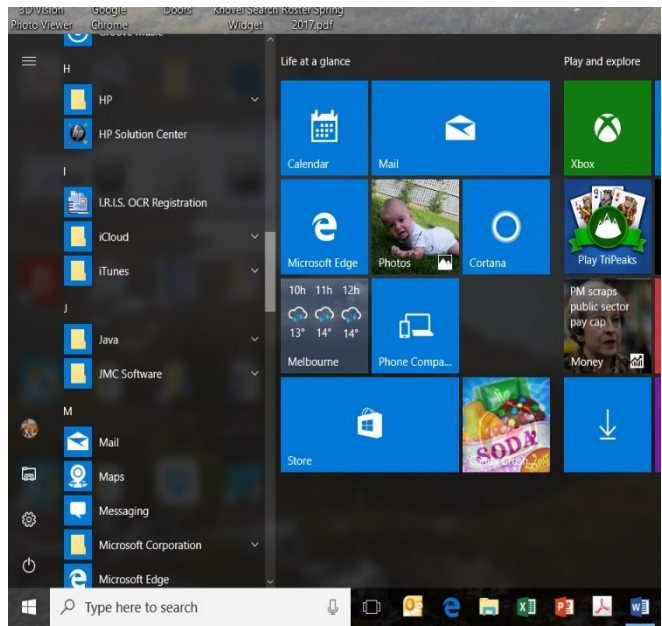 3D Vision
Photo Viewer
Google
Chrome
Doors
Knovel Search
Widget
Roster Spring
2017.pdf
Groove Music
H
HP
HP Solution Center
I
I.R.I.S. OCR Registration
iCloud
iTunes
J
Java
JMC Software
M
Mail
Maps
Messaging
Microsoft Corporation
Microsoft Edge
Life at a glance
Calendar
Mail
Microsoft Edge
Photos
Cortana
10h 11h 12h
13° 14° 14°
Melbourne
Phone Compa...
Store
SODA
Candy Crush...
Play and explore
Xbox
Play TriPeaks
PM scraps
public sector
pay cap
Money
Type here to search